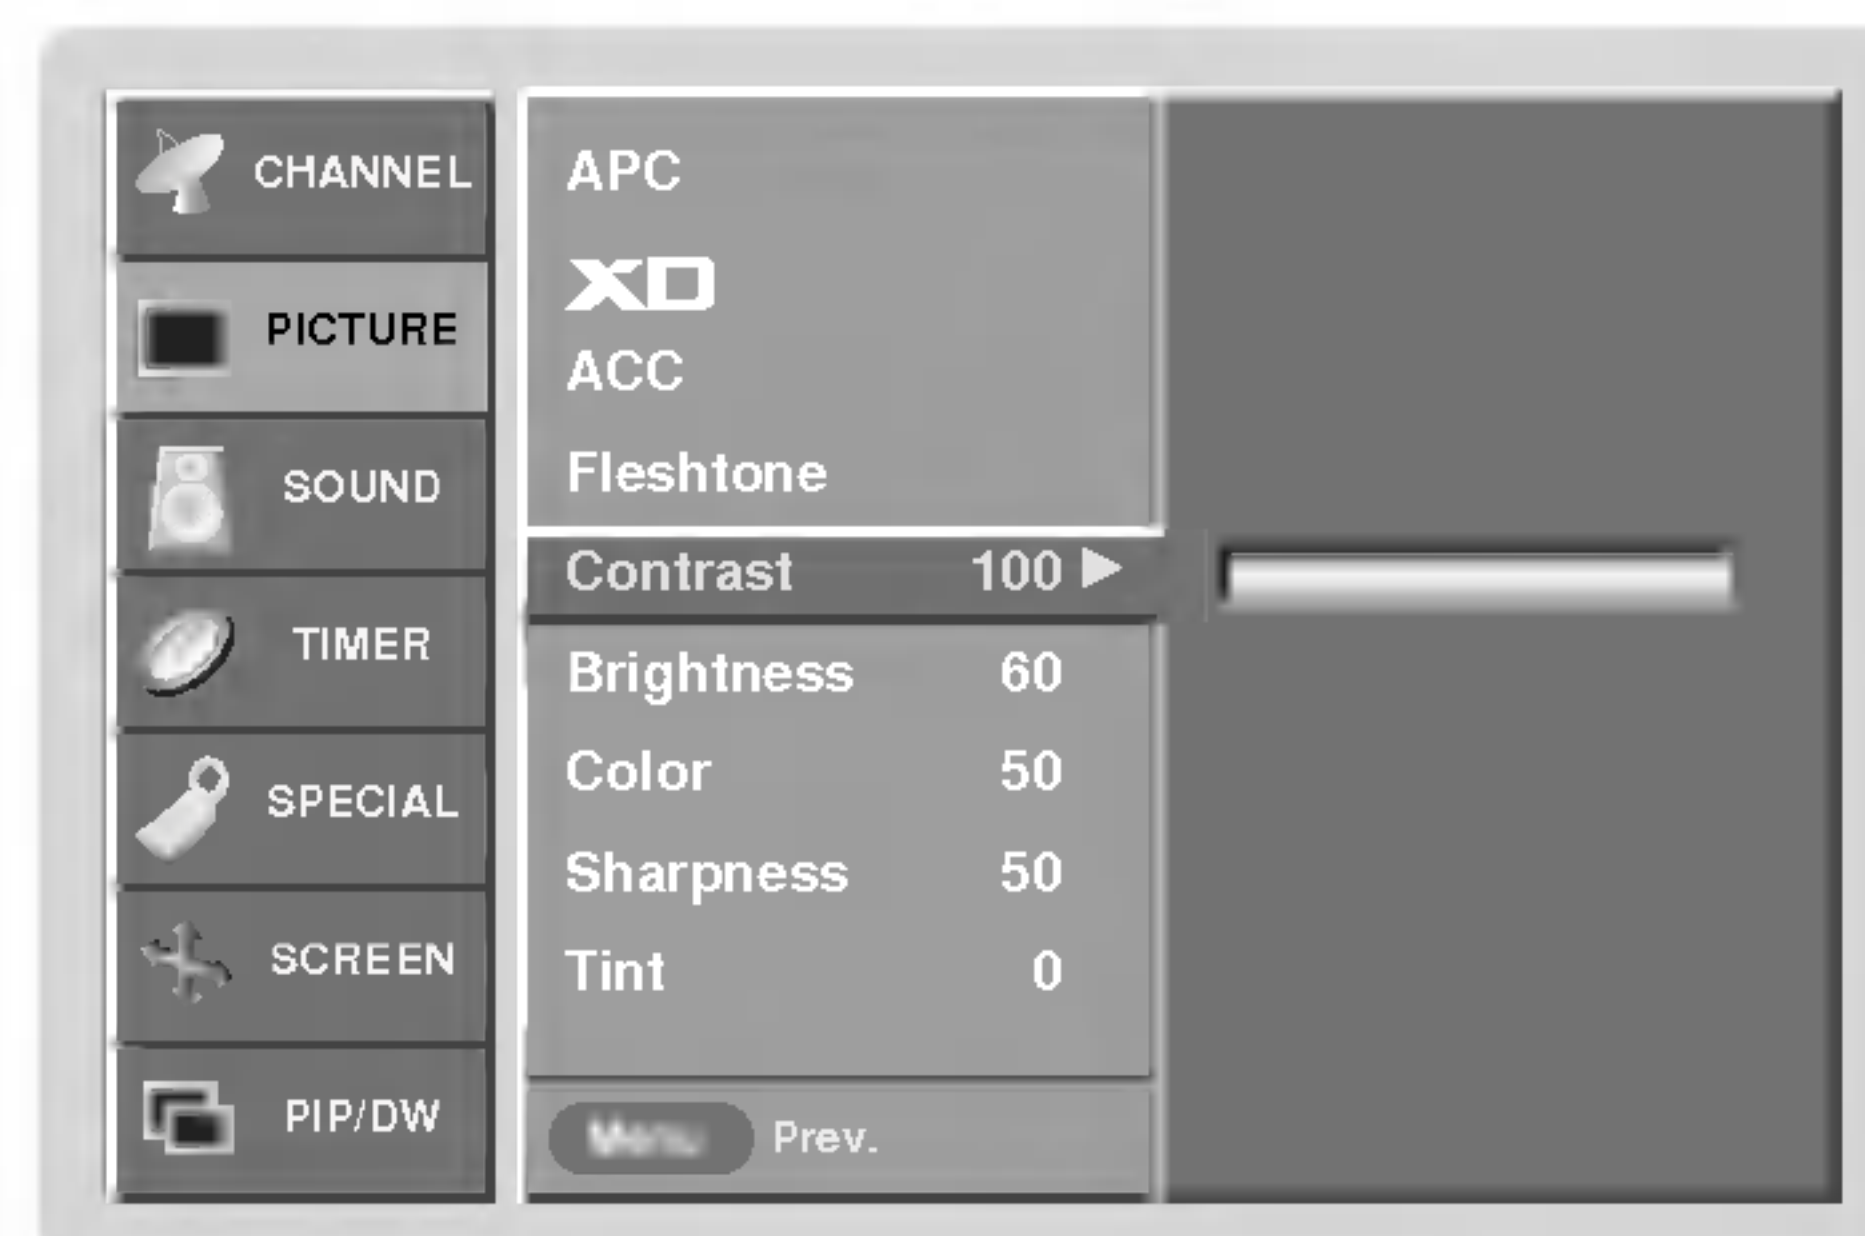 CHANNEL
PICTURE
SOUND
TIMER
SPECIAL
SCREEN
PIP/DW
APC
XD
ACC
Fleshtone
Contrast 100 ▶
Brightness 60
Color 50
Sharpness 50
Tint 0
Menu Prev.